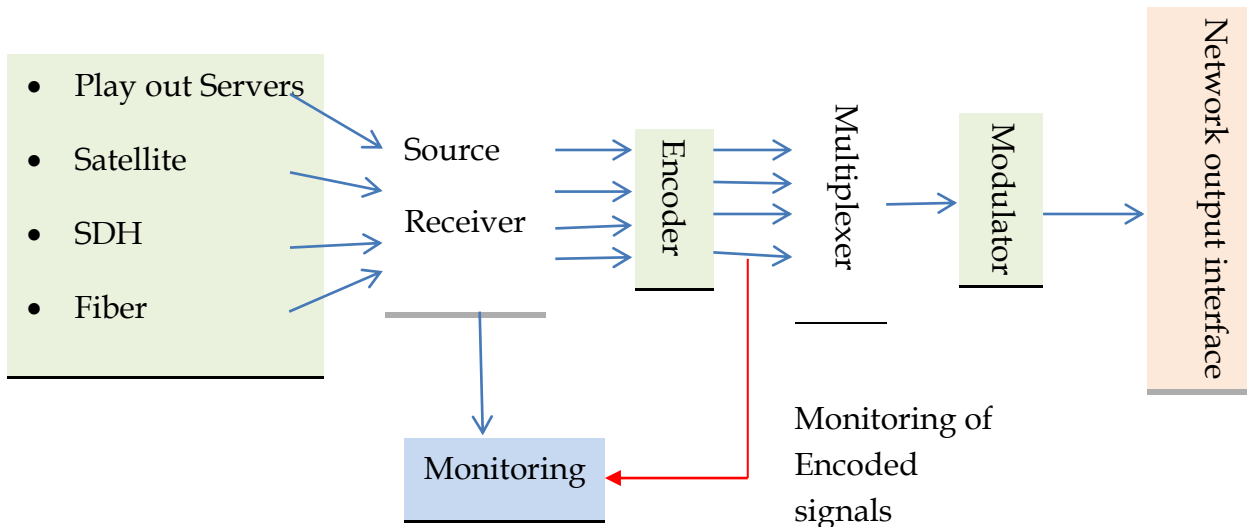 • Play out Servers
• Satellite
• SDH
• Fiber
Source
Receiver
Encoder
Multiplexer
Modulator
Network output interface
Monitoring
Monitoring of
Encoded
signals